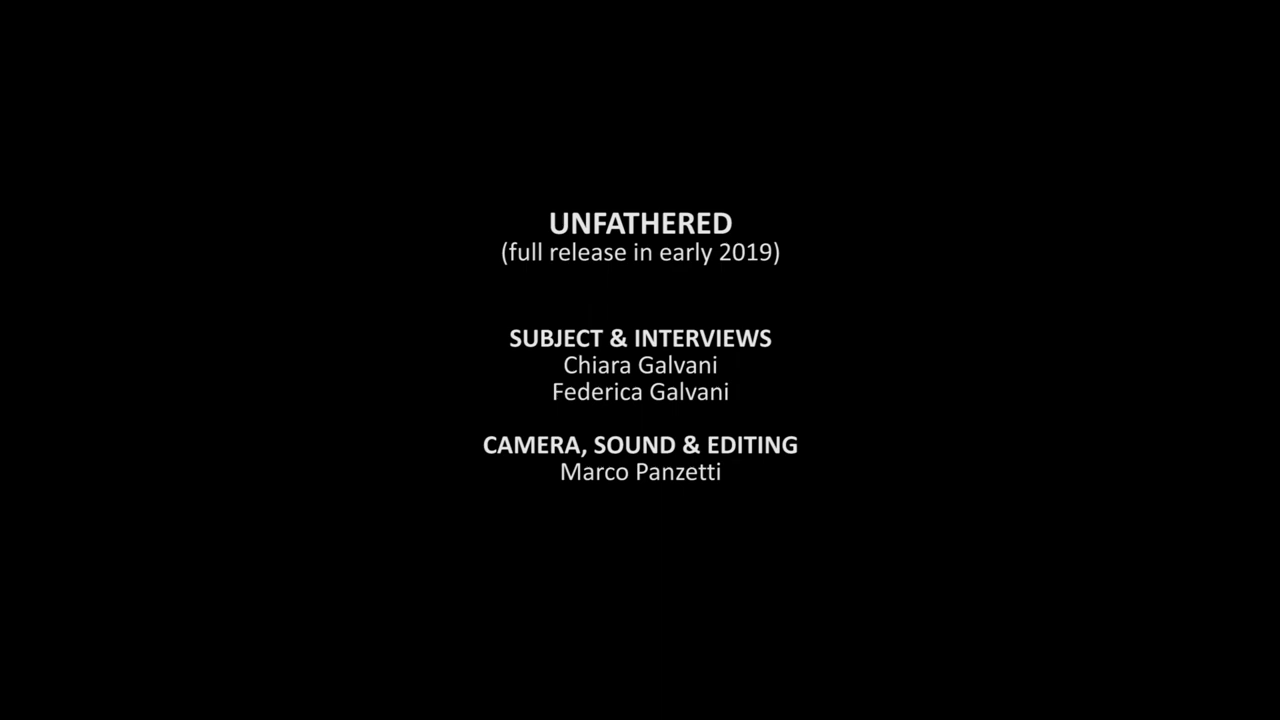 UNFATHERED
(full release in early 2019)
SUBJECT & INTERVIEWS
Chiara Galvani
Federica Galvani
CAMERA, SOUND & EDITING
Marco Panzetti